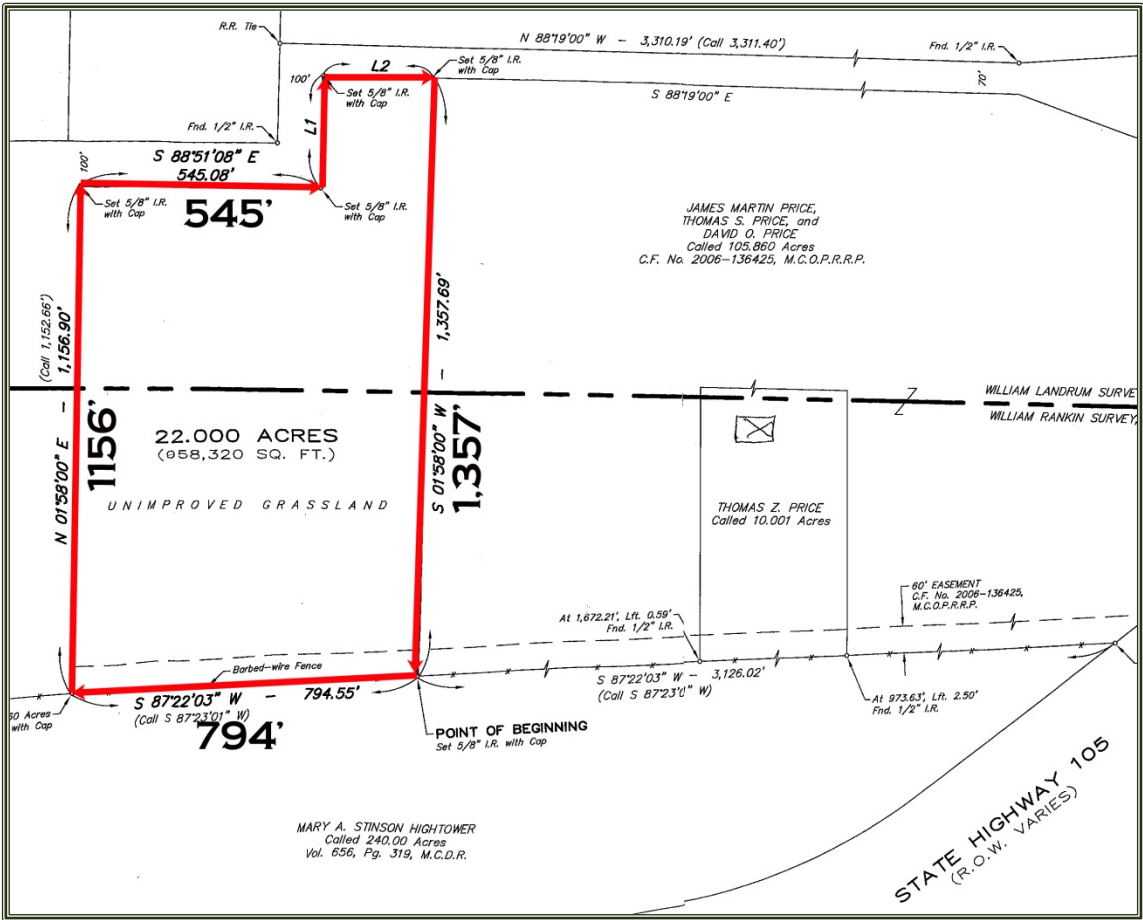 R.R. Tie
N 88°19'00" W - 3,310.19' (Call 3,311.40')
Fnd. 1/2" I.R.
L2
Set 5/8" I.R.
with Cap
100'
Set 5/8" I.R.
with Cap
70'
S 88°19'00" E
L1
Fnd. 1/2" I.R.
S 88°51'08" E
545.08'
100'
Set 5/8" I.R.
with Cap
545'
Set 5/8" I.R.
with Cap
JAMES MARTIN PRICE,
THOMAS S. PRICE, and
DAVID O. PRICE
Called 105.860 Acres
C.F. No. 2006-136425, M.C.O.P.R.R.P.
(Call 1,152.66')
N 01°58'00" E - 1,156.90'
1156'
S 01°58'00" W - 1,357.69'
1,357'
WILLIAM LANDRUM SURVE
WILLIAM RANKIN SURVEY,
22.000 ACRES
(958,320 SQ. FT.)
UNIMPROVED GRASSLAND
THOMAS Z. PRICE
Called 10.001 Acres
60' EASEMENT
C.F. No. 2006-136425,
M.C.O.P.R.R.P.
At 1,672.21', Lft. 0.59'
Fnd. 1/2" I.R.
Barbed-wire Fence
S 87°22'03" W - 794.55'
(Call S 87°23'01" W)
794'
S 87°22'03" W - 3,126.02'
(Call S 87°23'0" W)
At 973.63', Lft. 2.50'
Fnd. 1/2" I.R.
60 Acres
with Cap
POINT OF BEGINNING
Set 5/8" I.R. with Cap
MARY A. STINSON HIGHTOWER
Called 240.00 Acres
Vol. 656, Pg. 319, M.C.D.R.
STATE HIGHWAY 105
(R.O.W. VARIES)